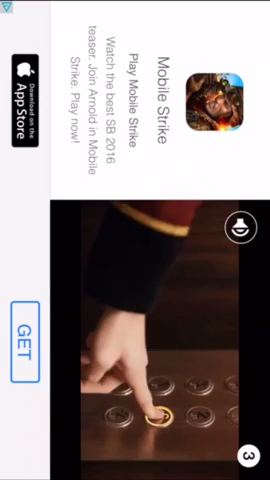 Mobile Strike
Play Mobile Strike
Watch the best SB 2016
teaser. Join Arnold in Mobile
Strike. Play now!
Download on the
App Store
GET
3